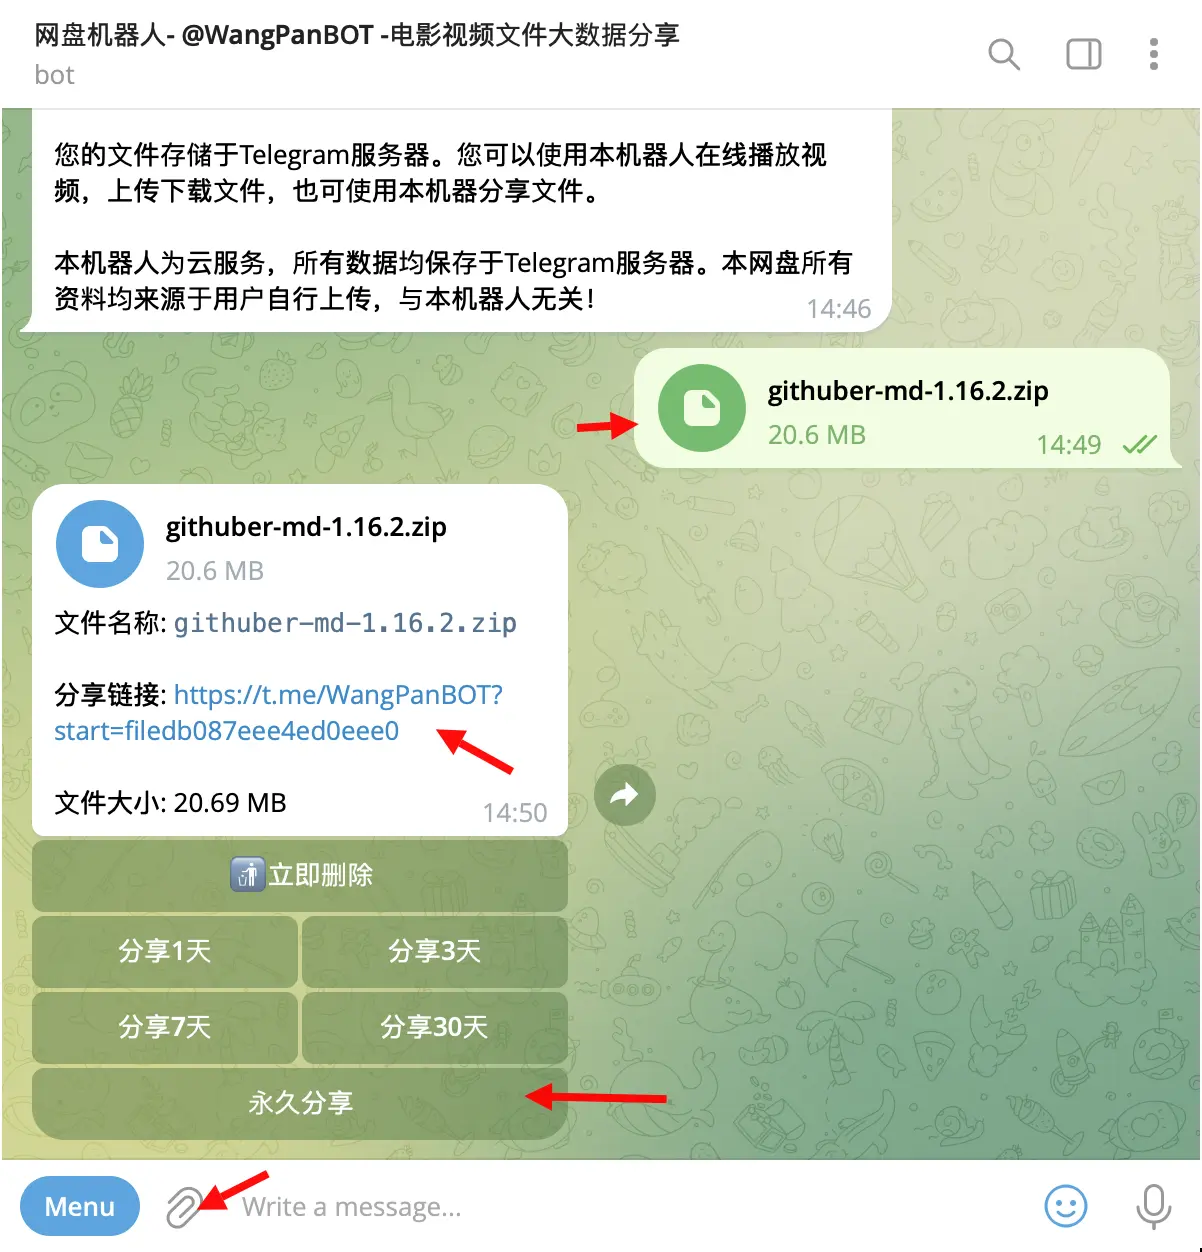 网盘机器人- @WangPanBOT -电影视频文件大数据分享
bot
您的文件存储于Telegram服务器。您可以使用本机器人在线播放视
频，上传下载文件，也可使用本机器分享文件。
本机器人为云服务，所有数据均保存于Telegram服务器。本网盘所有
资料均来源于用户自行上传，与本机器人无关！
14:46
githuber-md-1.16.2.zip
20.6 MB
14:49
githuber-md-1.16.2.zip
20.6 MB
文件名称: githuber-md-1.16.2.zip
分享链接: https://t.me/WangPanBOT?
start=filedb087eee4ed0eee0
文件大小: 20.69 MB
14:50
立即删除
分享1天
分享3天
分享7天
分享30天
永久分享
Menu
Write a message...